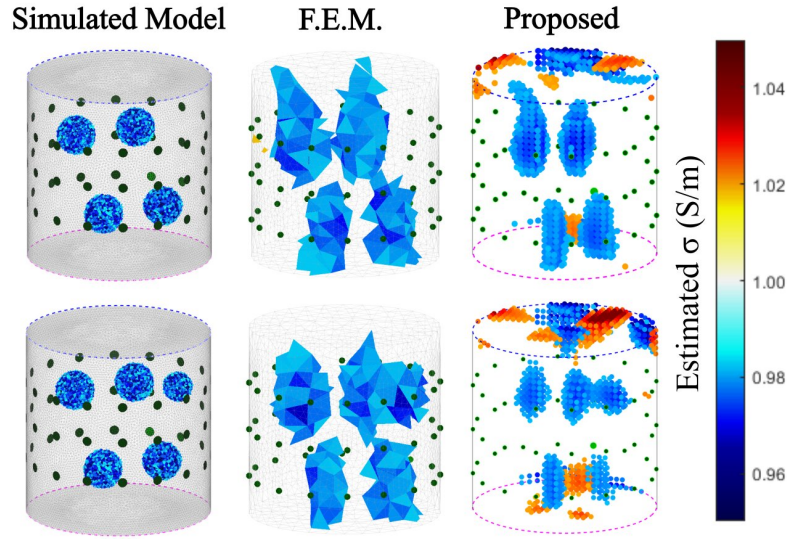 Simulated Model
F.E.M.
Proposed
Estimated σ (S/m)
1.04
1.02
1.00
0.98
0.96